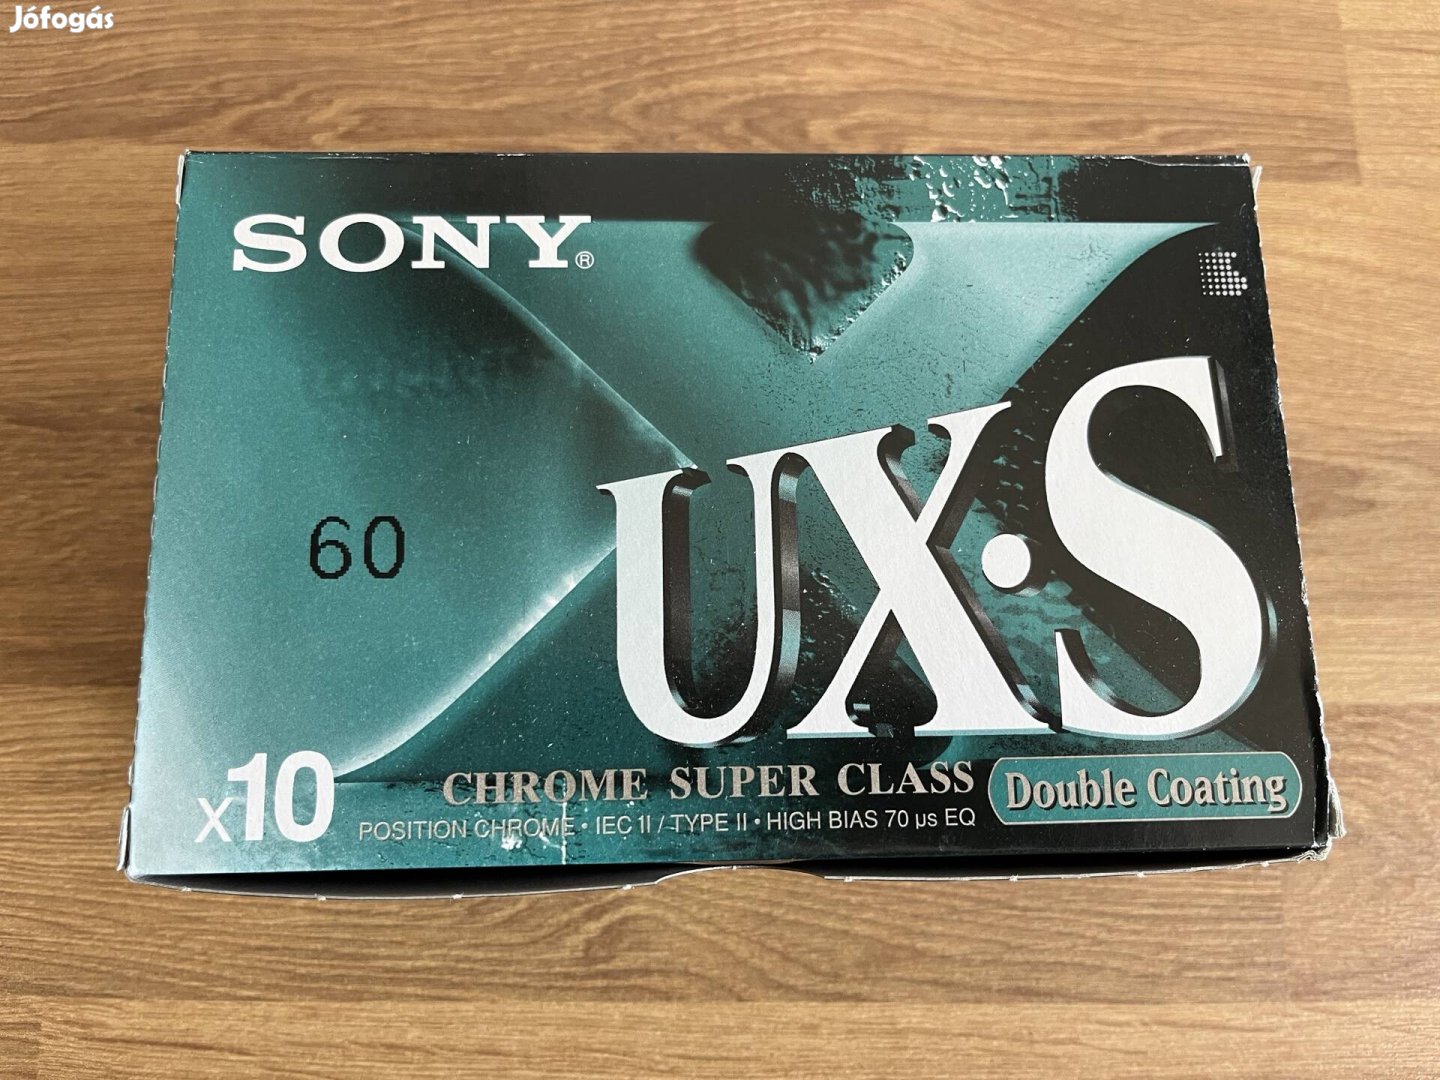 Jófogás
SONY®
UX·S
60
x10
CHROME SUPER CLASS
Double Coating
POSITION CHROME · IEC II / TYPE II · HIGH BIAS 70 µs EQ